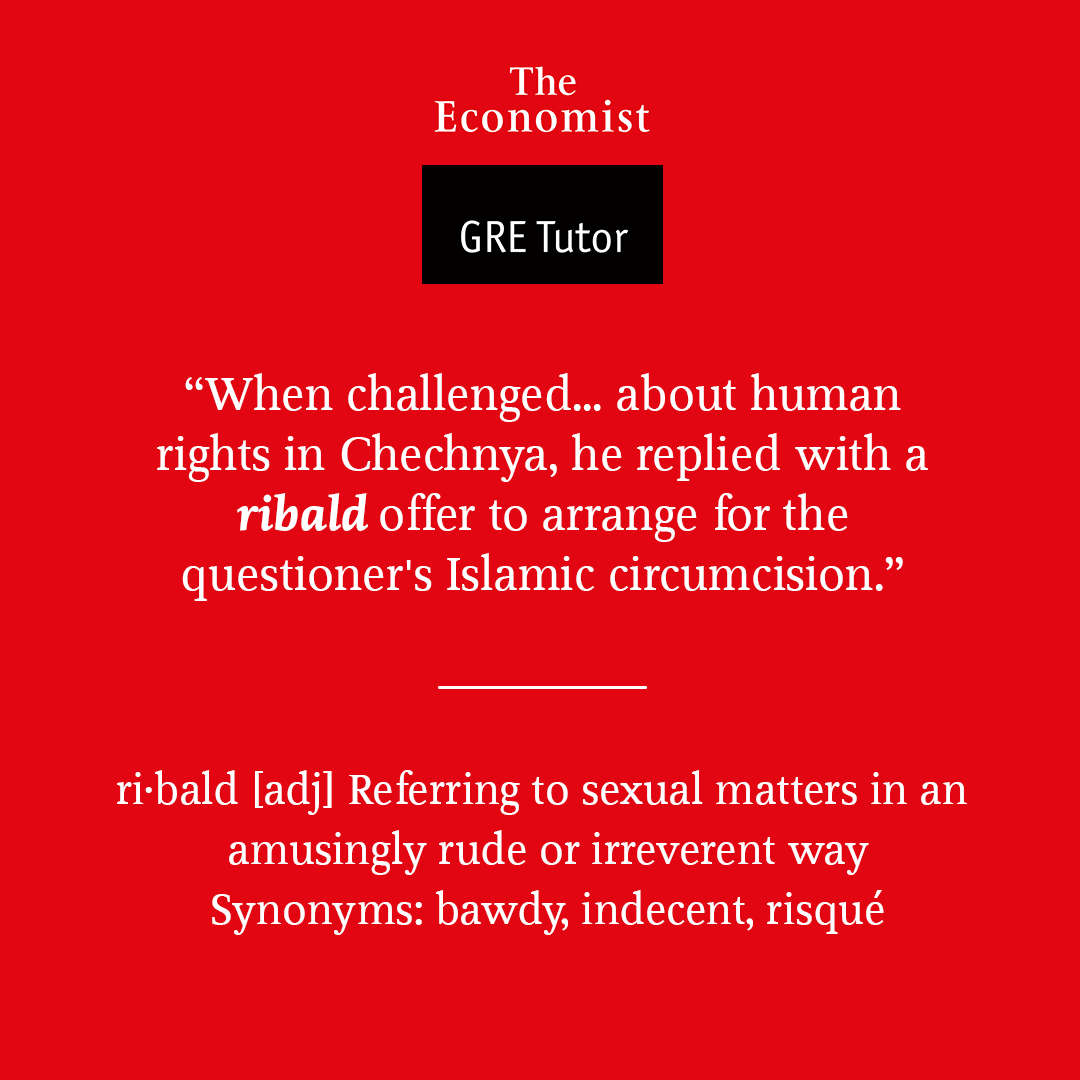 The
Economist
GRE Tutor
“When challenged... about human
rights in Chechnya, he replied with a
ribald offer to arrange for the
questioner's Islamic circumcision.”
ri·bald [adj] Referring to sexual matters in an
amusingly rude or irreverent way
Synonyms: bawdy, indecent, risqué